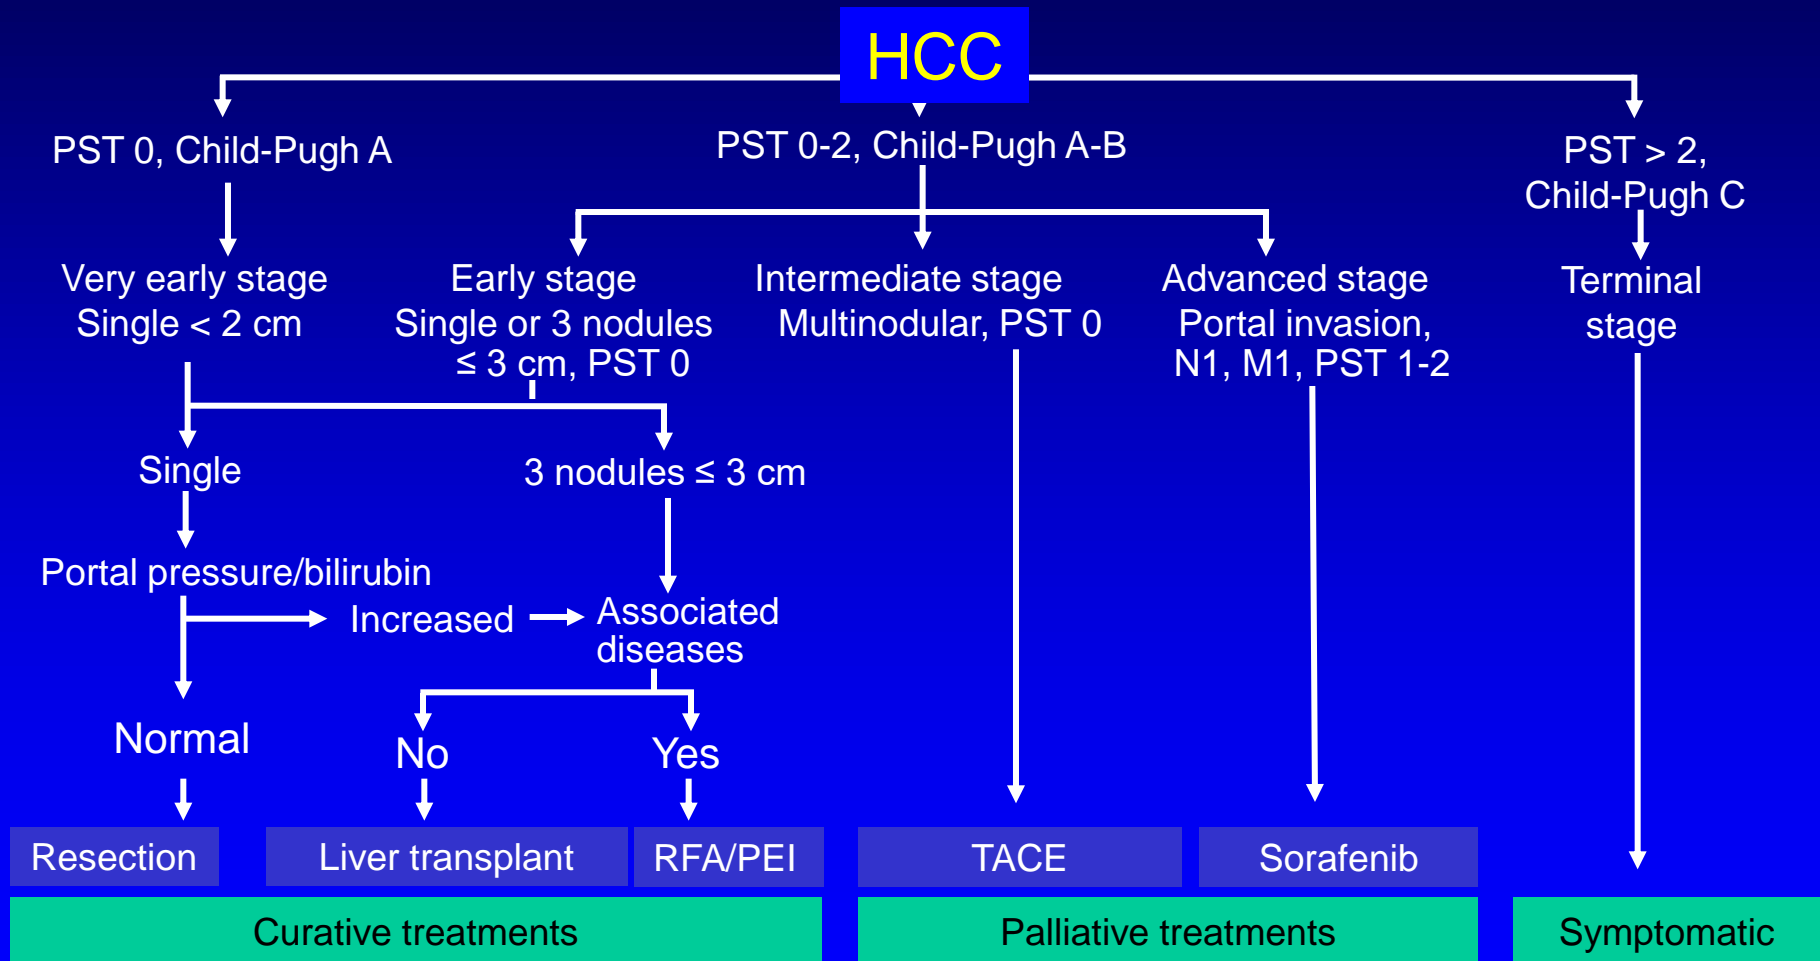 HCC
PST 0, Child-Pugh A
PST 0-2, Child-Pugh A-B
PST > 2,
Child-Pugh C
Very early stage
Single < 2 cm
Early stage
Single or 3 nodules
≤ 3 cm, PST 0
Intermediate stage
Multinodular, PST 0
Advanced stage
Portal invasion,
N1, M1, PST 1-2
Terminal
stage
Single
3 nodules ≤ 3 cm
Portal pressure/bilirubin
Increased
Associated
diseases
Normal
No
Yes
Resection
Liver transplant
RFA/PEI
TACE
Sorafenib
Curative treatments
Palliative treatments
Symptomatic